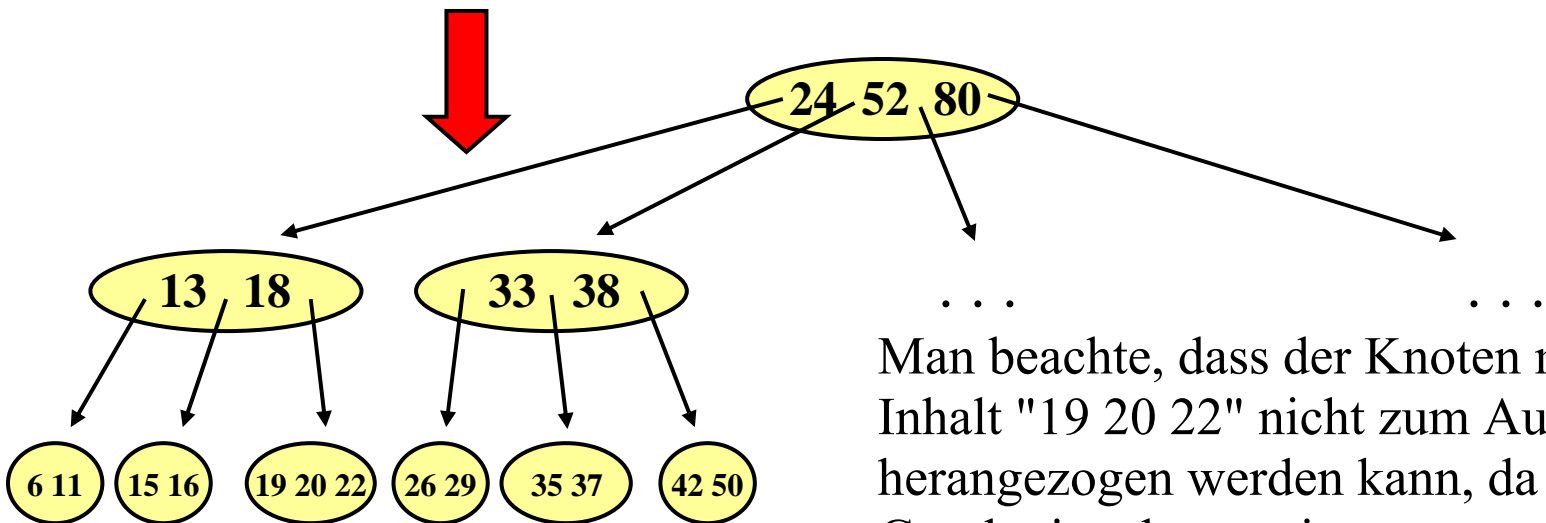 24 52 80
13 18
33 38
. . .
. . .
6 11
15 16
19 20 22
26 29
35 37
42 50
Man beachte, dass der Knoten
Inhalt "19 20 22" nicht zum Au
herangezogen werden kann, da